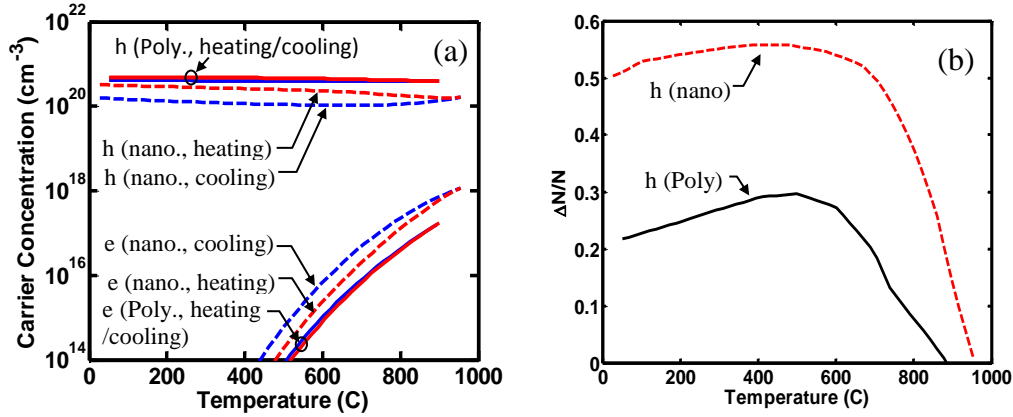 10^22
10^20
10^18
10^16
10^14
Carrier Concentration (cm^-3)
h (Poly., heating/cooling)
(a)
h (nano., heating)
h (nano., cooling)
e (nano., cooling)
e (nano., heating)
e (Poly., heating
/cooling)
0 200 400 600 800 1000
Temperature (C)
0.6
0.5
0.4
0.3
0.2
0.1
0
ΔN/N
(b)
h (nano)
h (Poly)
0 200 400 600 800 1000
Temperature (C)